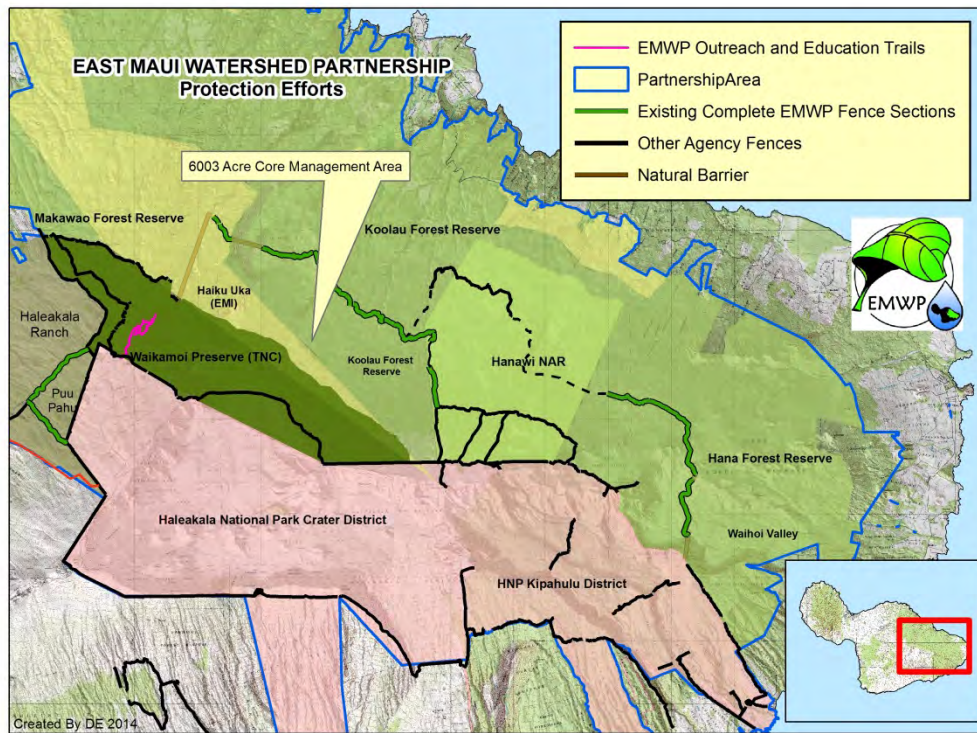 EAST MAUI WATERSHED PARTNERSHIP
Protection Efforts
EMWP Outreach and Education Trails
PartnershipArea
Existing Complete EMWP Fence Sections
Other Agency Fences
Natural Barrier
6003 Acre Core Management Area
Makawao Forest Reserve
Koolau Forest Reserve
EMWP
Haiku Uka
(EMI)
Haleakala
Ranch
Waikamoi Preserve (TNC)
Koolau Forest
Reserve
Hanawi NAR
Puu
Pahu
Hana Forest Reserve
Haleakala National Park Crater District
Waihoi Valley
HNP Kipahulu District
Created By DE 2014